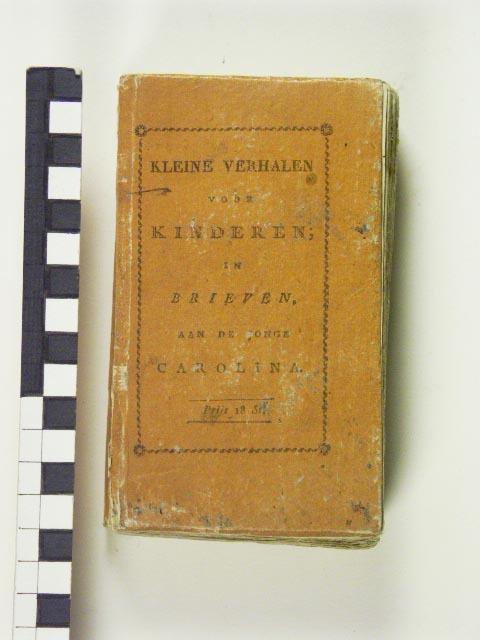 KLEINE VERHALEN
VOOR
KINDEREN;
IN
BRIEVEN,
AAN DE JONGE
CAROLINA.
Prijs 18 St.